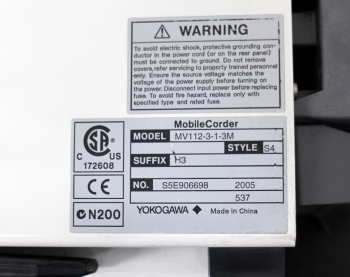 WARNING
To avoid electric shock, protective grounding con-
ductor in the power cord (or on the rear panel)
must be connected to ground. Do not remove
covers, refer servicing to properly trained personnel
only. Ensure the source voltage matches the
voltage of the power supply before turning on
the power. Disconnect input power before replacing
fuse. To avoid fire hazard, replace only with
specified type and rated fuse.
MobileCorder
MODEL MV112-3-1-3M
STYLE S4
SUFFIX H3
NO. S5E906698 2005
537
YOKOGAWA Made in China
CSA
C US
172608
CE
N200